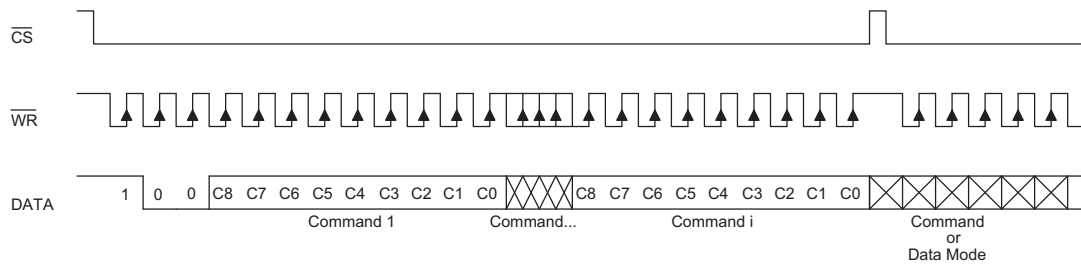 CS
WR
DATA 1 0 0 C8 C7 C6 C5 C4 C3 C2 C1 C0 C8 C7 C6 C5 C4 C3 C2 C1 C0
Command 1 Command... Command i Command
or
Data Mode